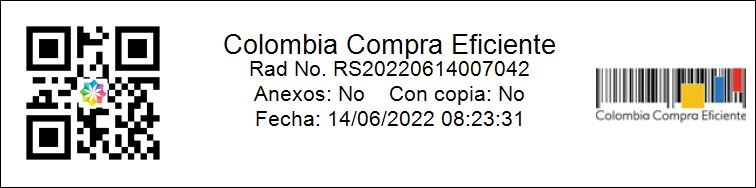 Colombia Compra Eficiente
Rad No. RS20220614007042
Anexos: No    Con copia: No
Fecha: 14/06/2022 08:23:31
Colombia Compra Eficiente